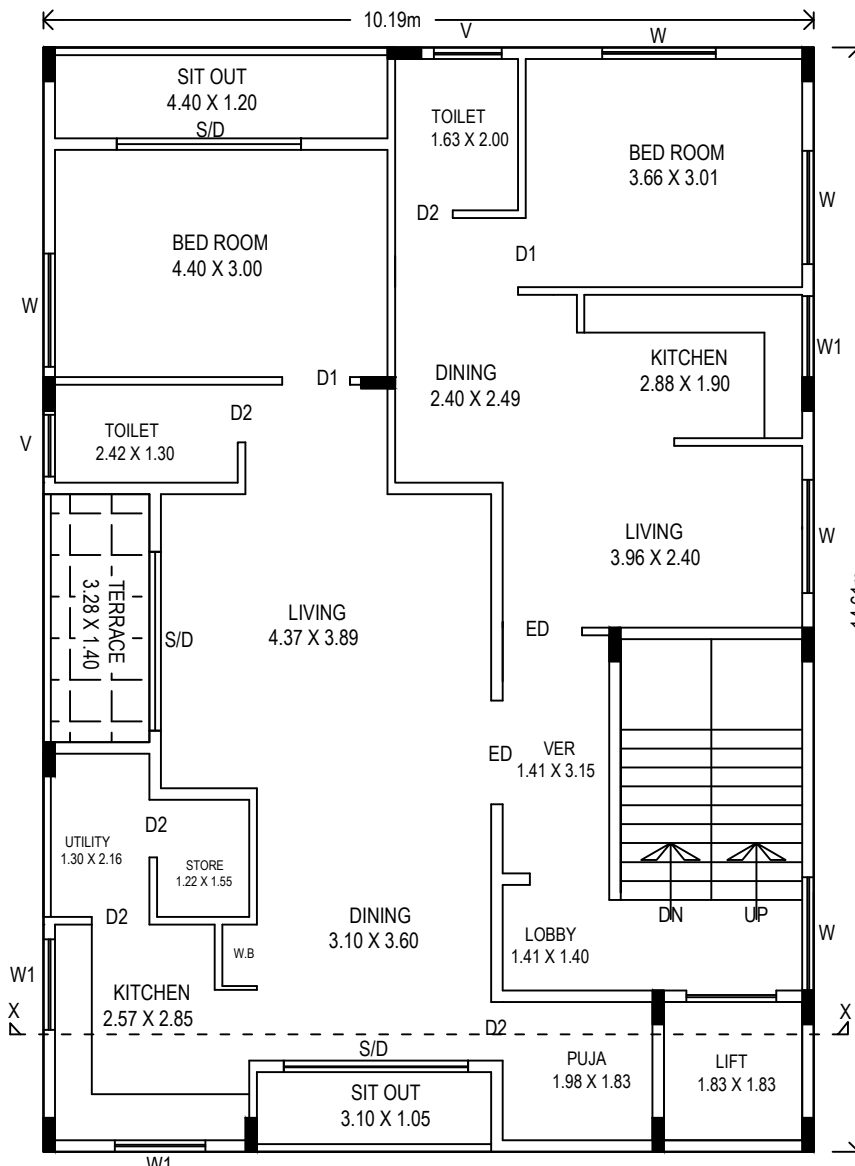 10.19m
V
W
SIT OUT
4.40 X 1.20
S/D
TOILET
1.63 X 2.00
BED ROOM
3.66 X 3.01
W
D2
D1
BED ROOM
4.40 X 3.00
W
D1
DINING
2.40 X 2.49
KITCHEN
2.88 X 1.90
W1
D2
TOILET
2.42 X 1.30
V
LIVING
3.96 X 2.40
W
TERRACE
3.28 X 1.40
S/D
LIVING
4.37 X 3.89
ED
ED
VER
1.41 X 3.15
UTILITY
1.30 X 2.16
D2
STORE
1.22 X 1.55
D2
W.B
DINING
3.10 X 3.60
LOBBY
1.41 X 1.40
DN
UP
W
W1
X
KITCHEN
2.57 X 2.85
X
D2
S/D
SIT OUT
3.10 X 1.05
PUJA
1.98 X 1.83
LIFT
1.83 X 1.83
W1